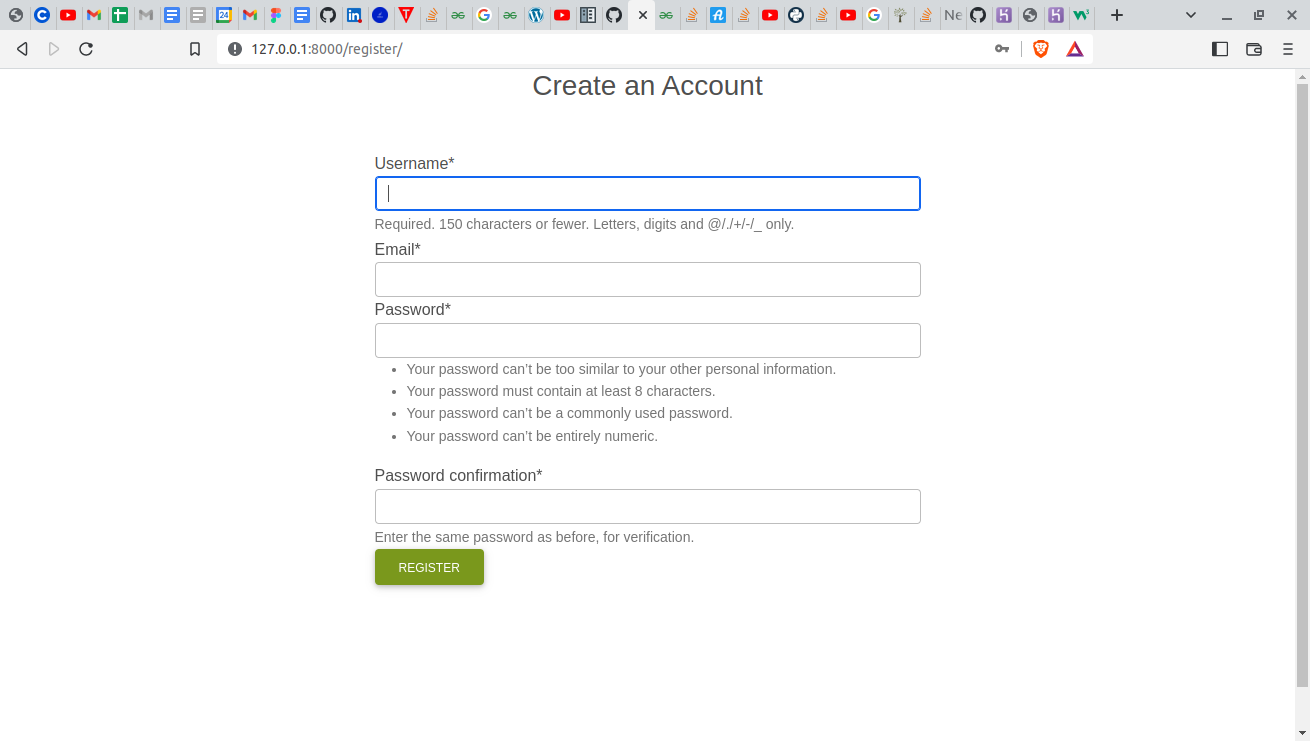 24
Ne
127.0.0.1:8000/register/
Create an Account
Username*
Required. 150 characters or fewer. Letters, digits and @/./+/-/_ only.
Email*
Password*
• Your password can’t be too similar to your other personal information.
• Your password must contain at least 8 characters.
• Your password can’t be a commonly used password.
• Your password can’t be entirely numeric.
Password confirmation*
Enter the same password as before, for verification.
REGISTER